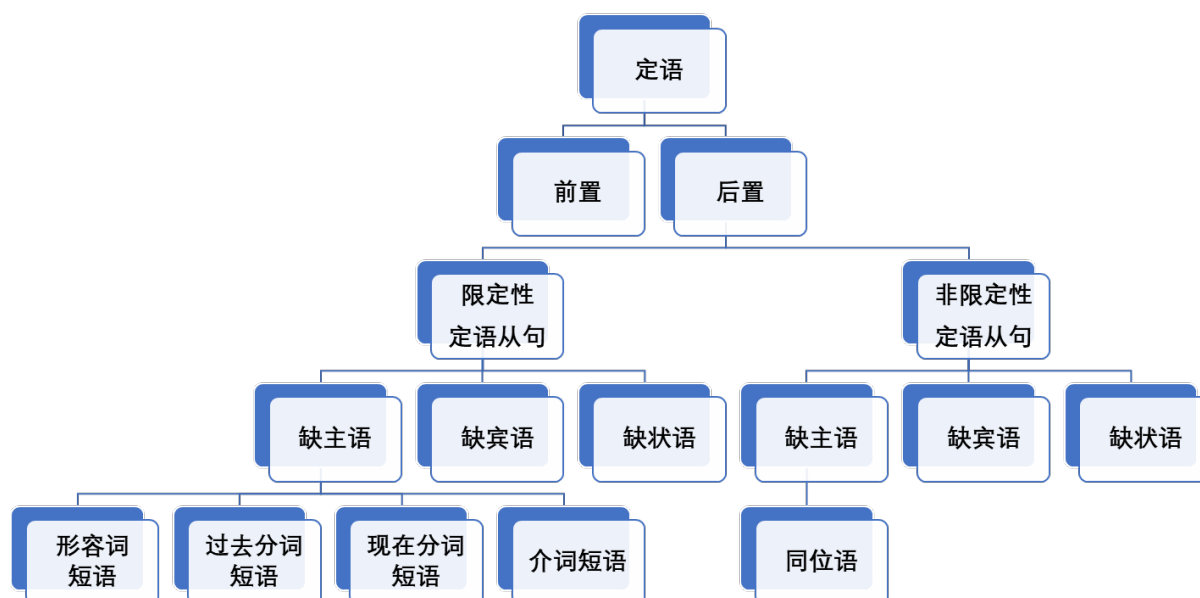 定语
前置
后置
限定性
定语从句
非限定性
定语从句
缺主语
缺宾语
缺状语
缺主语
缺宾语
缺状语
形容词
短语
过去分词
短语
现在分词
短语
介词短语
同位语